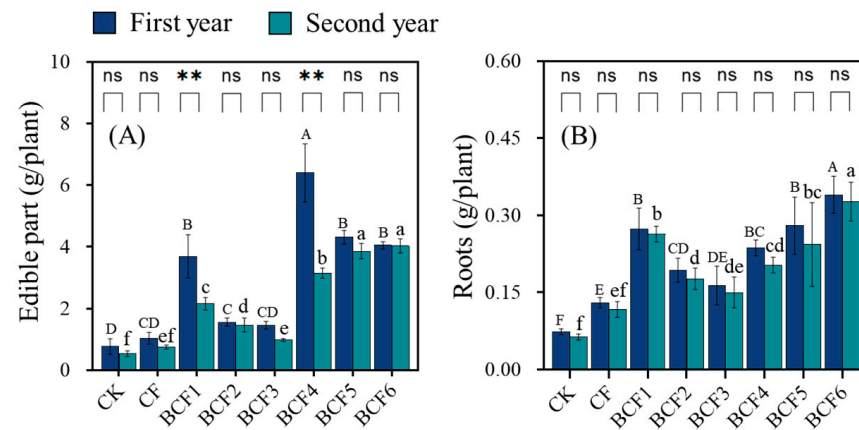 First year Second year
Edible part (g/plant)
10
8
6
4
2
0
ns ns ** ns ns ** ns ns
(A)
D f CD ef B c C d CD e A b B a B a
CK CF BCF1 BCF2 BCF3 BCF4 BCF5 BCF6
Roots (g/plant)
0.60
0.45
0.30
0.15
0.00
ns ns ns ns ns ns ns ns
(B)
F f E ef B b CD d DE de BC cd B bc A a
CK CF BCF1 BCF2 BCF3 BCF4 BCF5 BCF6